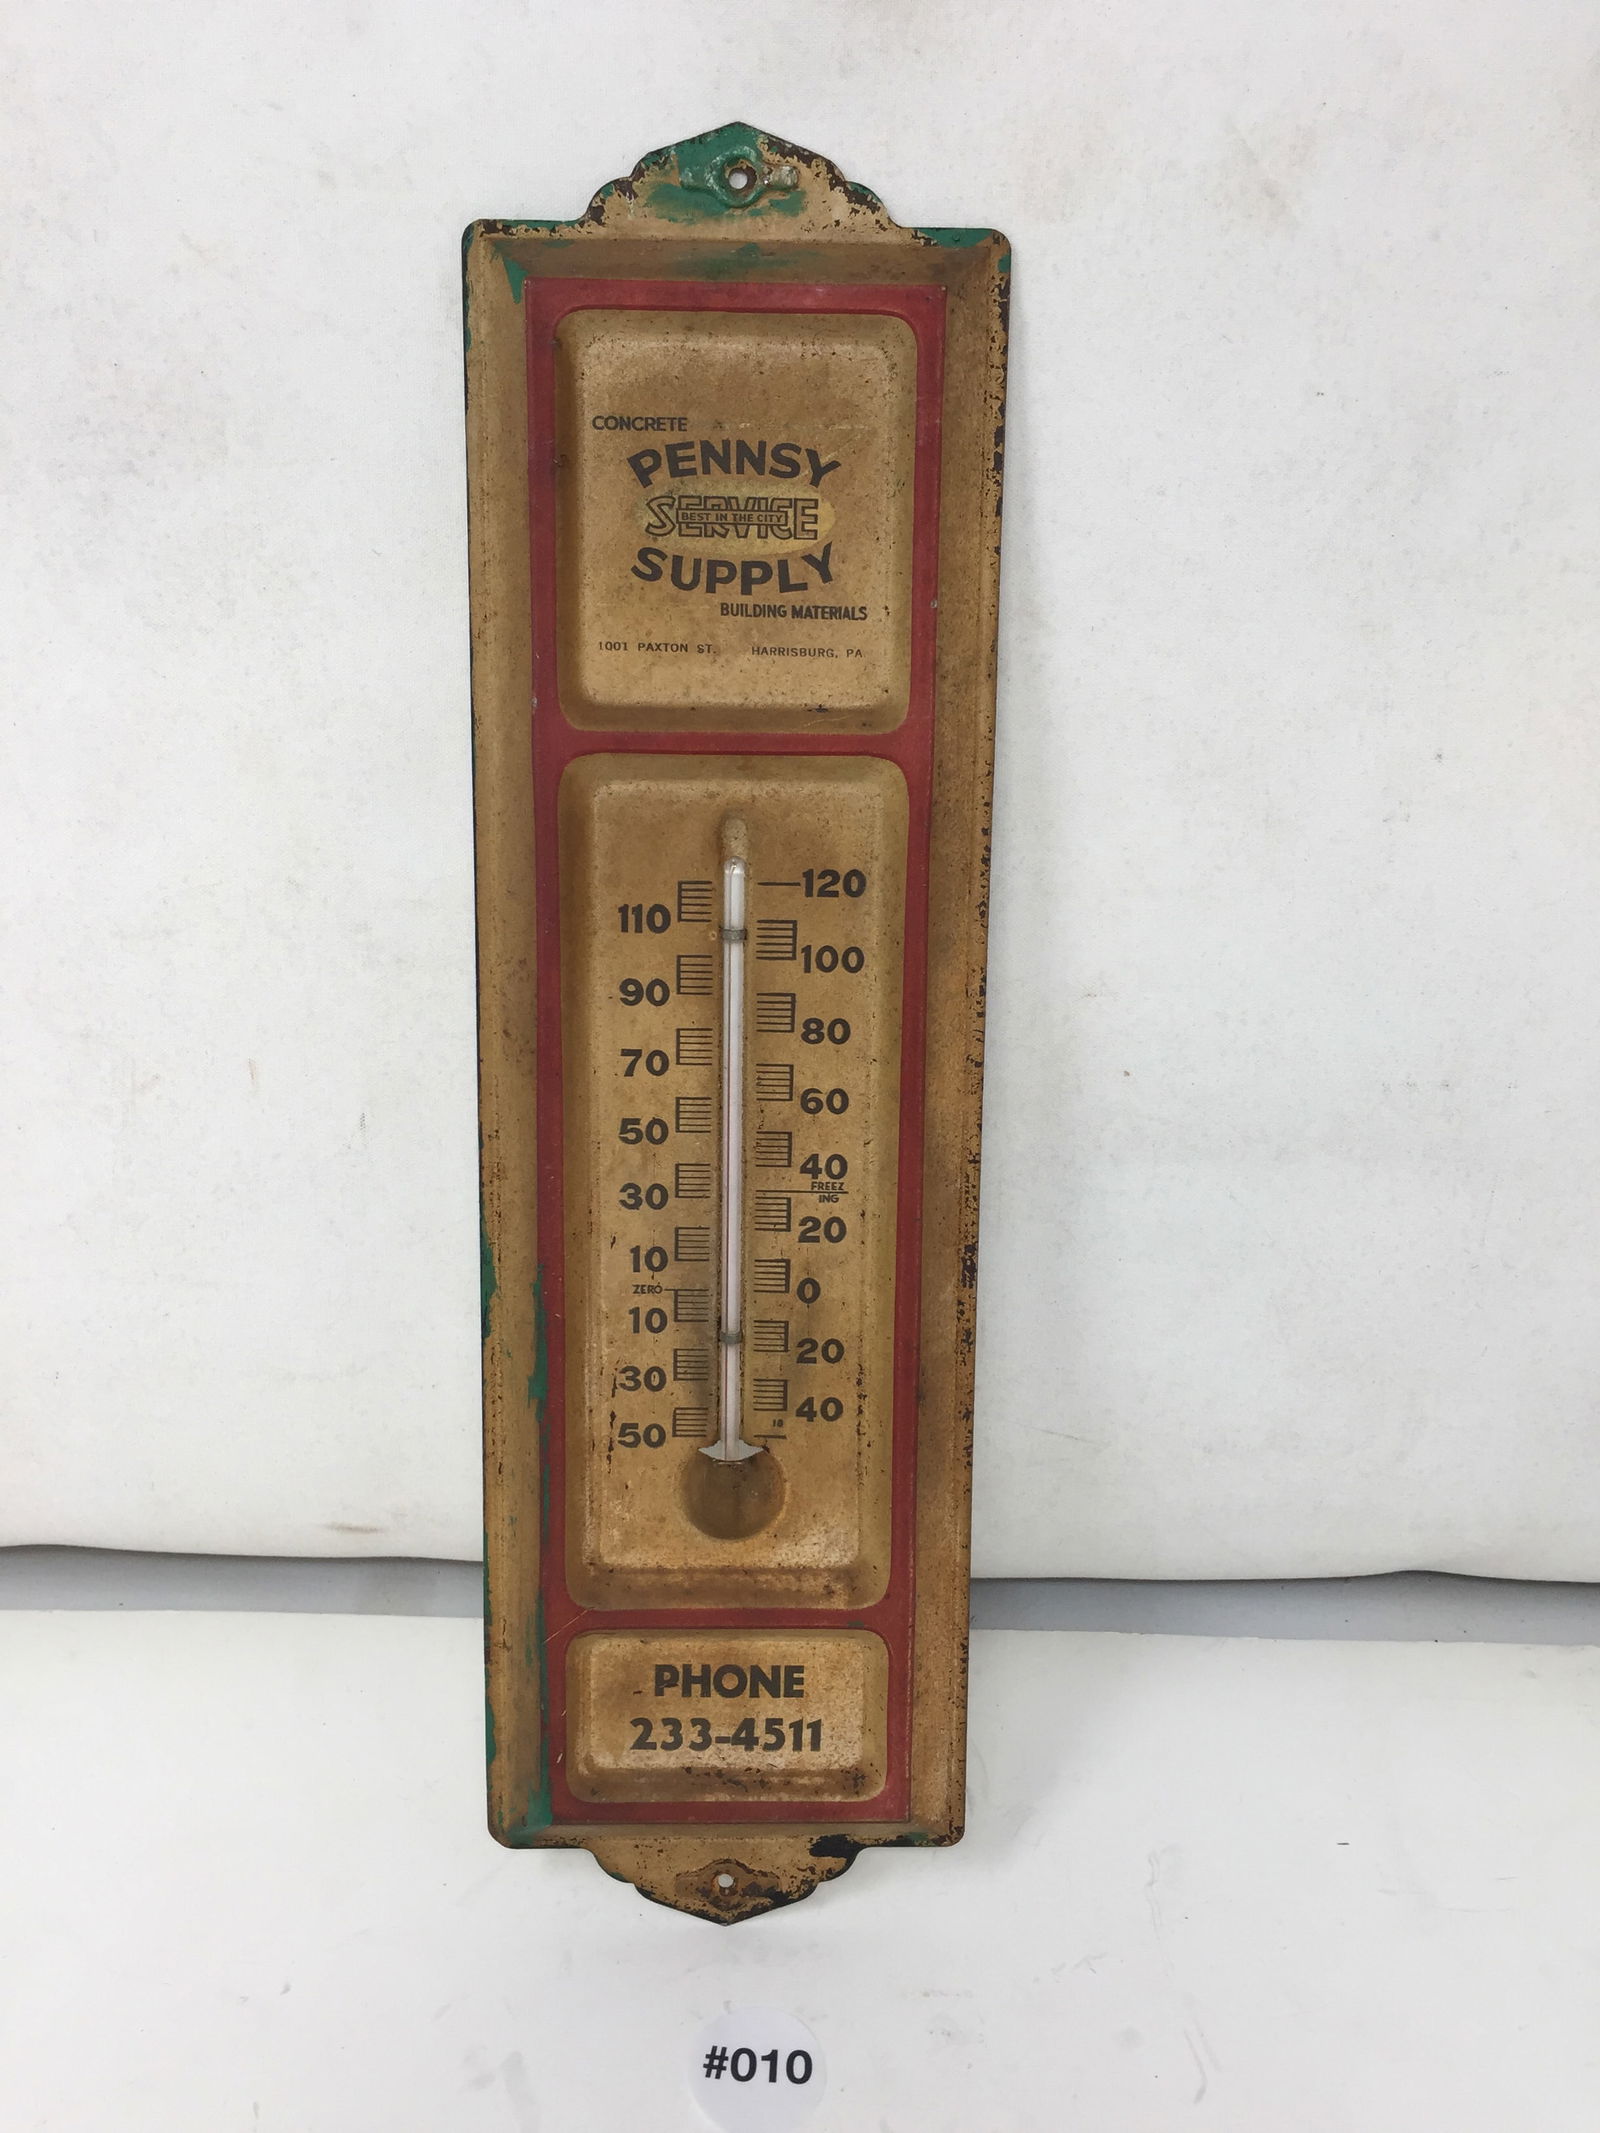 CONCRETE
PENNSY
SERVICE
BEST IN THE CITY
SUPPLY
BUILDING MATERIALS
1001 PAXTON ST. HARRISBURG, PA
120
110
100
90
80
70
60
50
40
FREEZ
ING
30
20
10
ZERO
0
10
20
30
40
50
PHONE
233-4511
#010